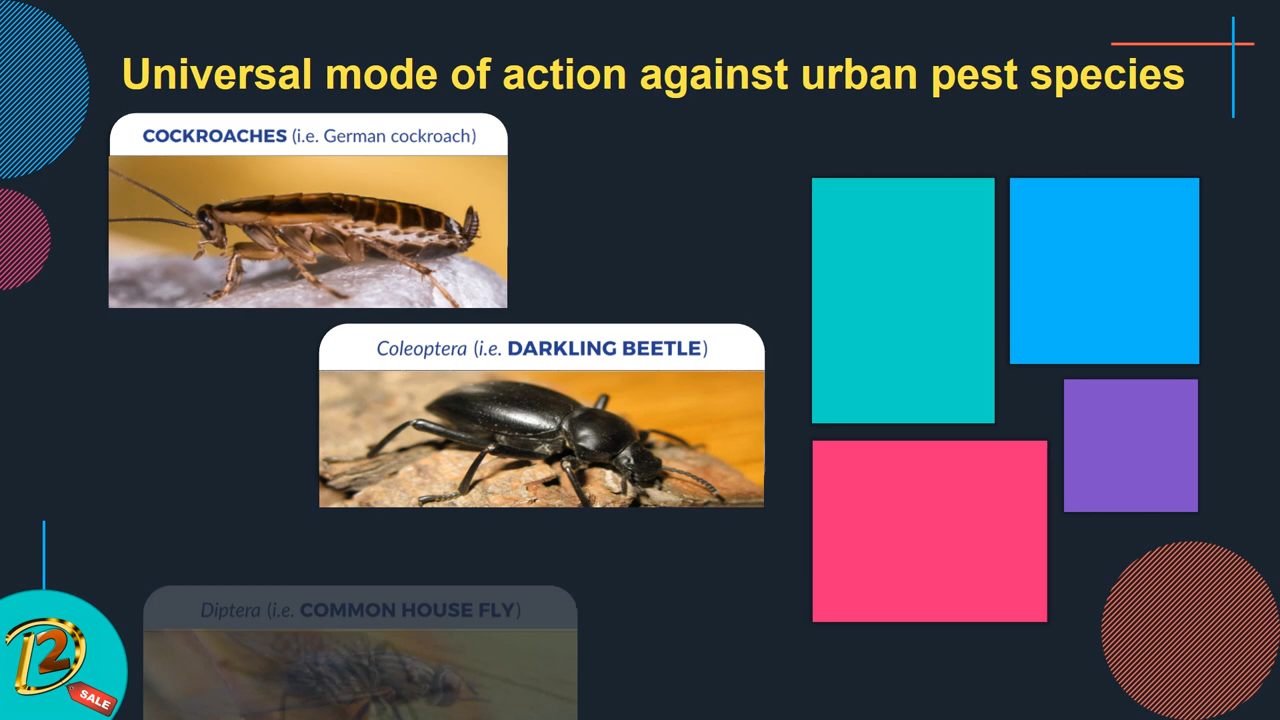 Universal mode of action against urban pest species
COCKROACHES (i.e. German cockroach)
Coleoptera (i.e. DARKLING BEETLE)
Diptera (i.e. COMMON HOUSE FLY)
D2
SALE